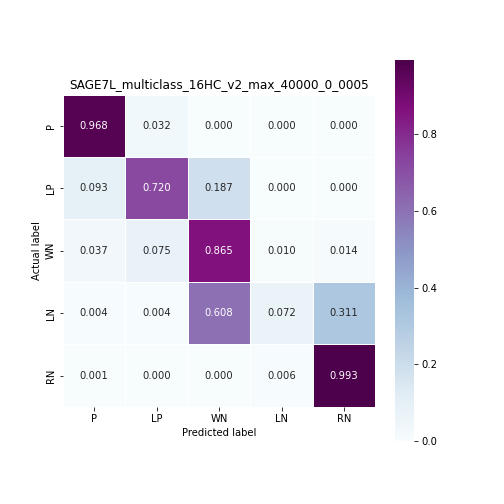 SAGE7L_multiclass_16HC_v2_max_40000_0_0005
P 0.968 0.032 0.000 0.000 0.000
LP 0.093 0.720 0.187 0.000 0.000
WN 0.037 0.075 0.865 0.010 0.014
LN 0.004 0.004 0.608 0.072 0.311
RN 0.001 0.000 0.000 0.006 0.993
Actual label
P LP WN LN RN
Predicted label
0.8
0.6
0.4
0.2
0.0